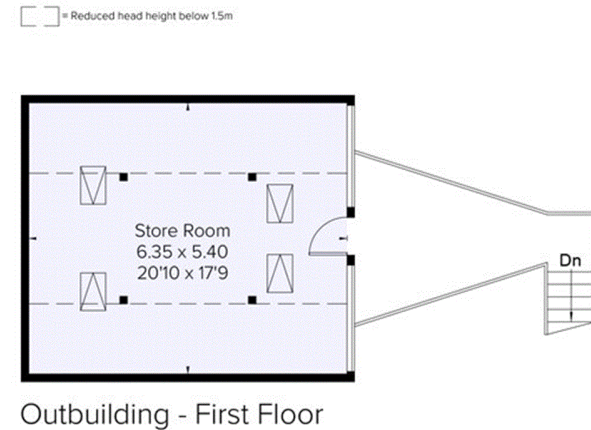 = Reduced head height below 1.5m
Store Room
6.35 x 5.40
20'10 x 17'9
Dn
Outbuilding - First Floor